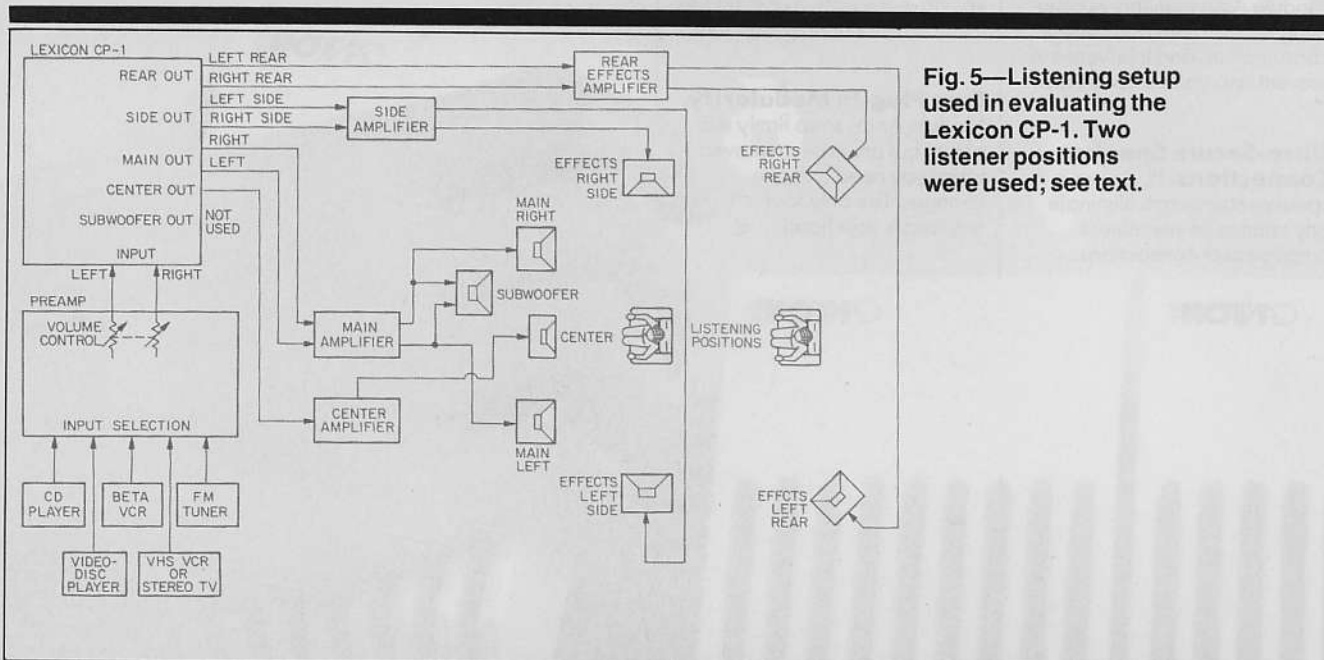 LEXICON CP-1
REAR OUT
SIDE OUT
MAIN OUT
CENTER OUT
SUBWOOFER OUT
INPUT
LEFT REAR
RIGHT REAR
LEFT SIDE
RIGHT SIDE
RIGHT
LEFT
NOT
USED
LEFT
RIGHT
PREAMP
VOLUME
CONTROL
INPUT SELECTION
CD
PLAYER
BETA
VCR
FM
TUNER
VIDEO-
DISC
PLAYER
VHS VCR
OR
STEREO TV
SIDE
AMPLIFIER
REAR
EFFECTS
AMPLIFIER
MAIN
AMPLIFIER
CENTER
AMPLIFIER
MAIN
RIGHT
SUBWOOFER
CENTER
MAIN
LEFT
EFFECTS
RIGHT
SIDE
EFFECTS
LEFT
SIDE
LISTENING
POSITIONS
EFFECTS
RIGHT
REAR
EFFCTS
LEFT
REAR
Fig. 5—Listening setup
used in evaluating the
Lexicon CP-1. Two
listener positions
were used; see text.